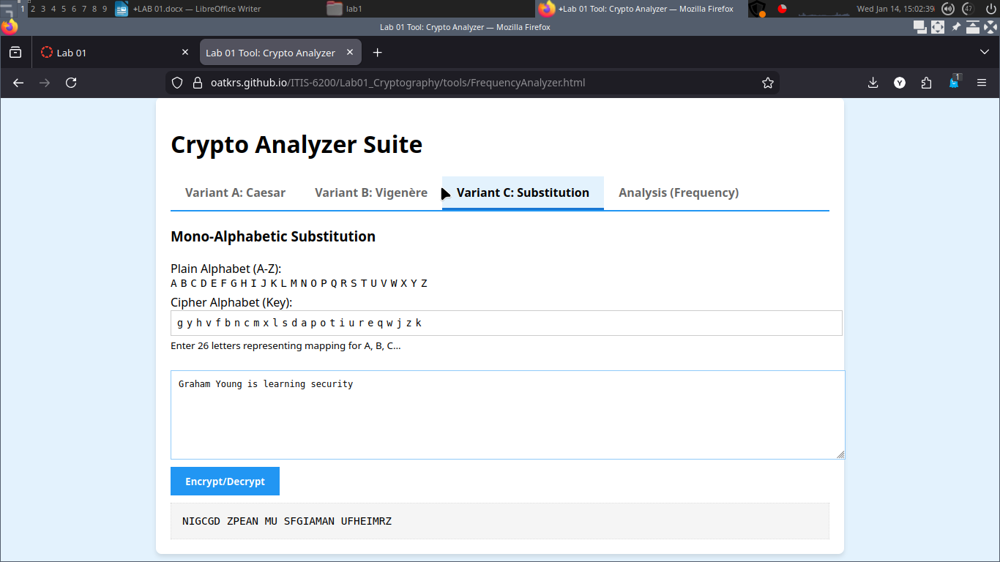 1 2 3 4 5 6 7 8 9 +LAB 01.docx — LibreOffice Writer lab1 +Lab 01 Tool: Crypto Analyzer — Mozilla Firefox Wed Jan 14, 15:02:39 47
Lab 01 Tool: Crypto Analyzer — Mozilla Firefox
Lab 01 Lab 01 Tool: Crypto Analyzer
oatkrs.github.io/ITIS-6200/Lab01_Cryptography/tools/FrequencyAnalyzer.html Y 1
Crypto Analyzer Suite
Variant A: Caesar Variant B: Vigenère Variant C: Substitution Analysis (Frequency)
Mono-Alphabetic Substitution
Plain Alphabet (A-Z):
A B C D E F G H I J K L M N O P Q R S T U V W X Y Z
Cipher Alphabet (Key):
g y h v f b n c m x l s d a p o t i u r e q w j z k
Enter 26 letters representing mapping for A, B, C...
Graham Young is learning security
Encrypt/Decrypt
NIGCGD ZPEAN MU SFGIAMAN UFHEIMRZ